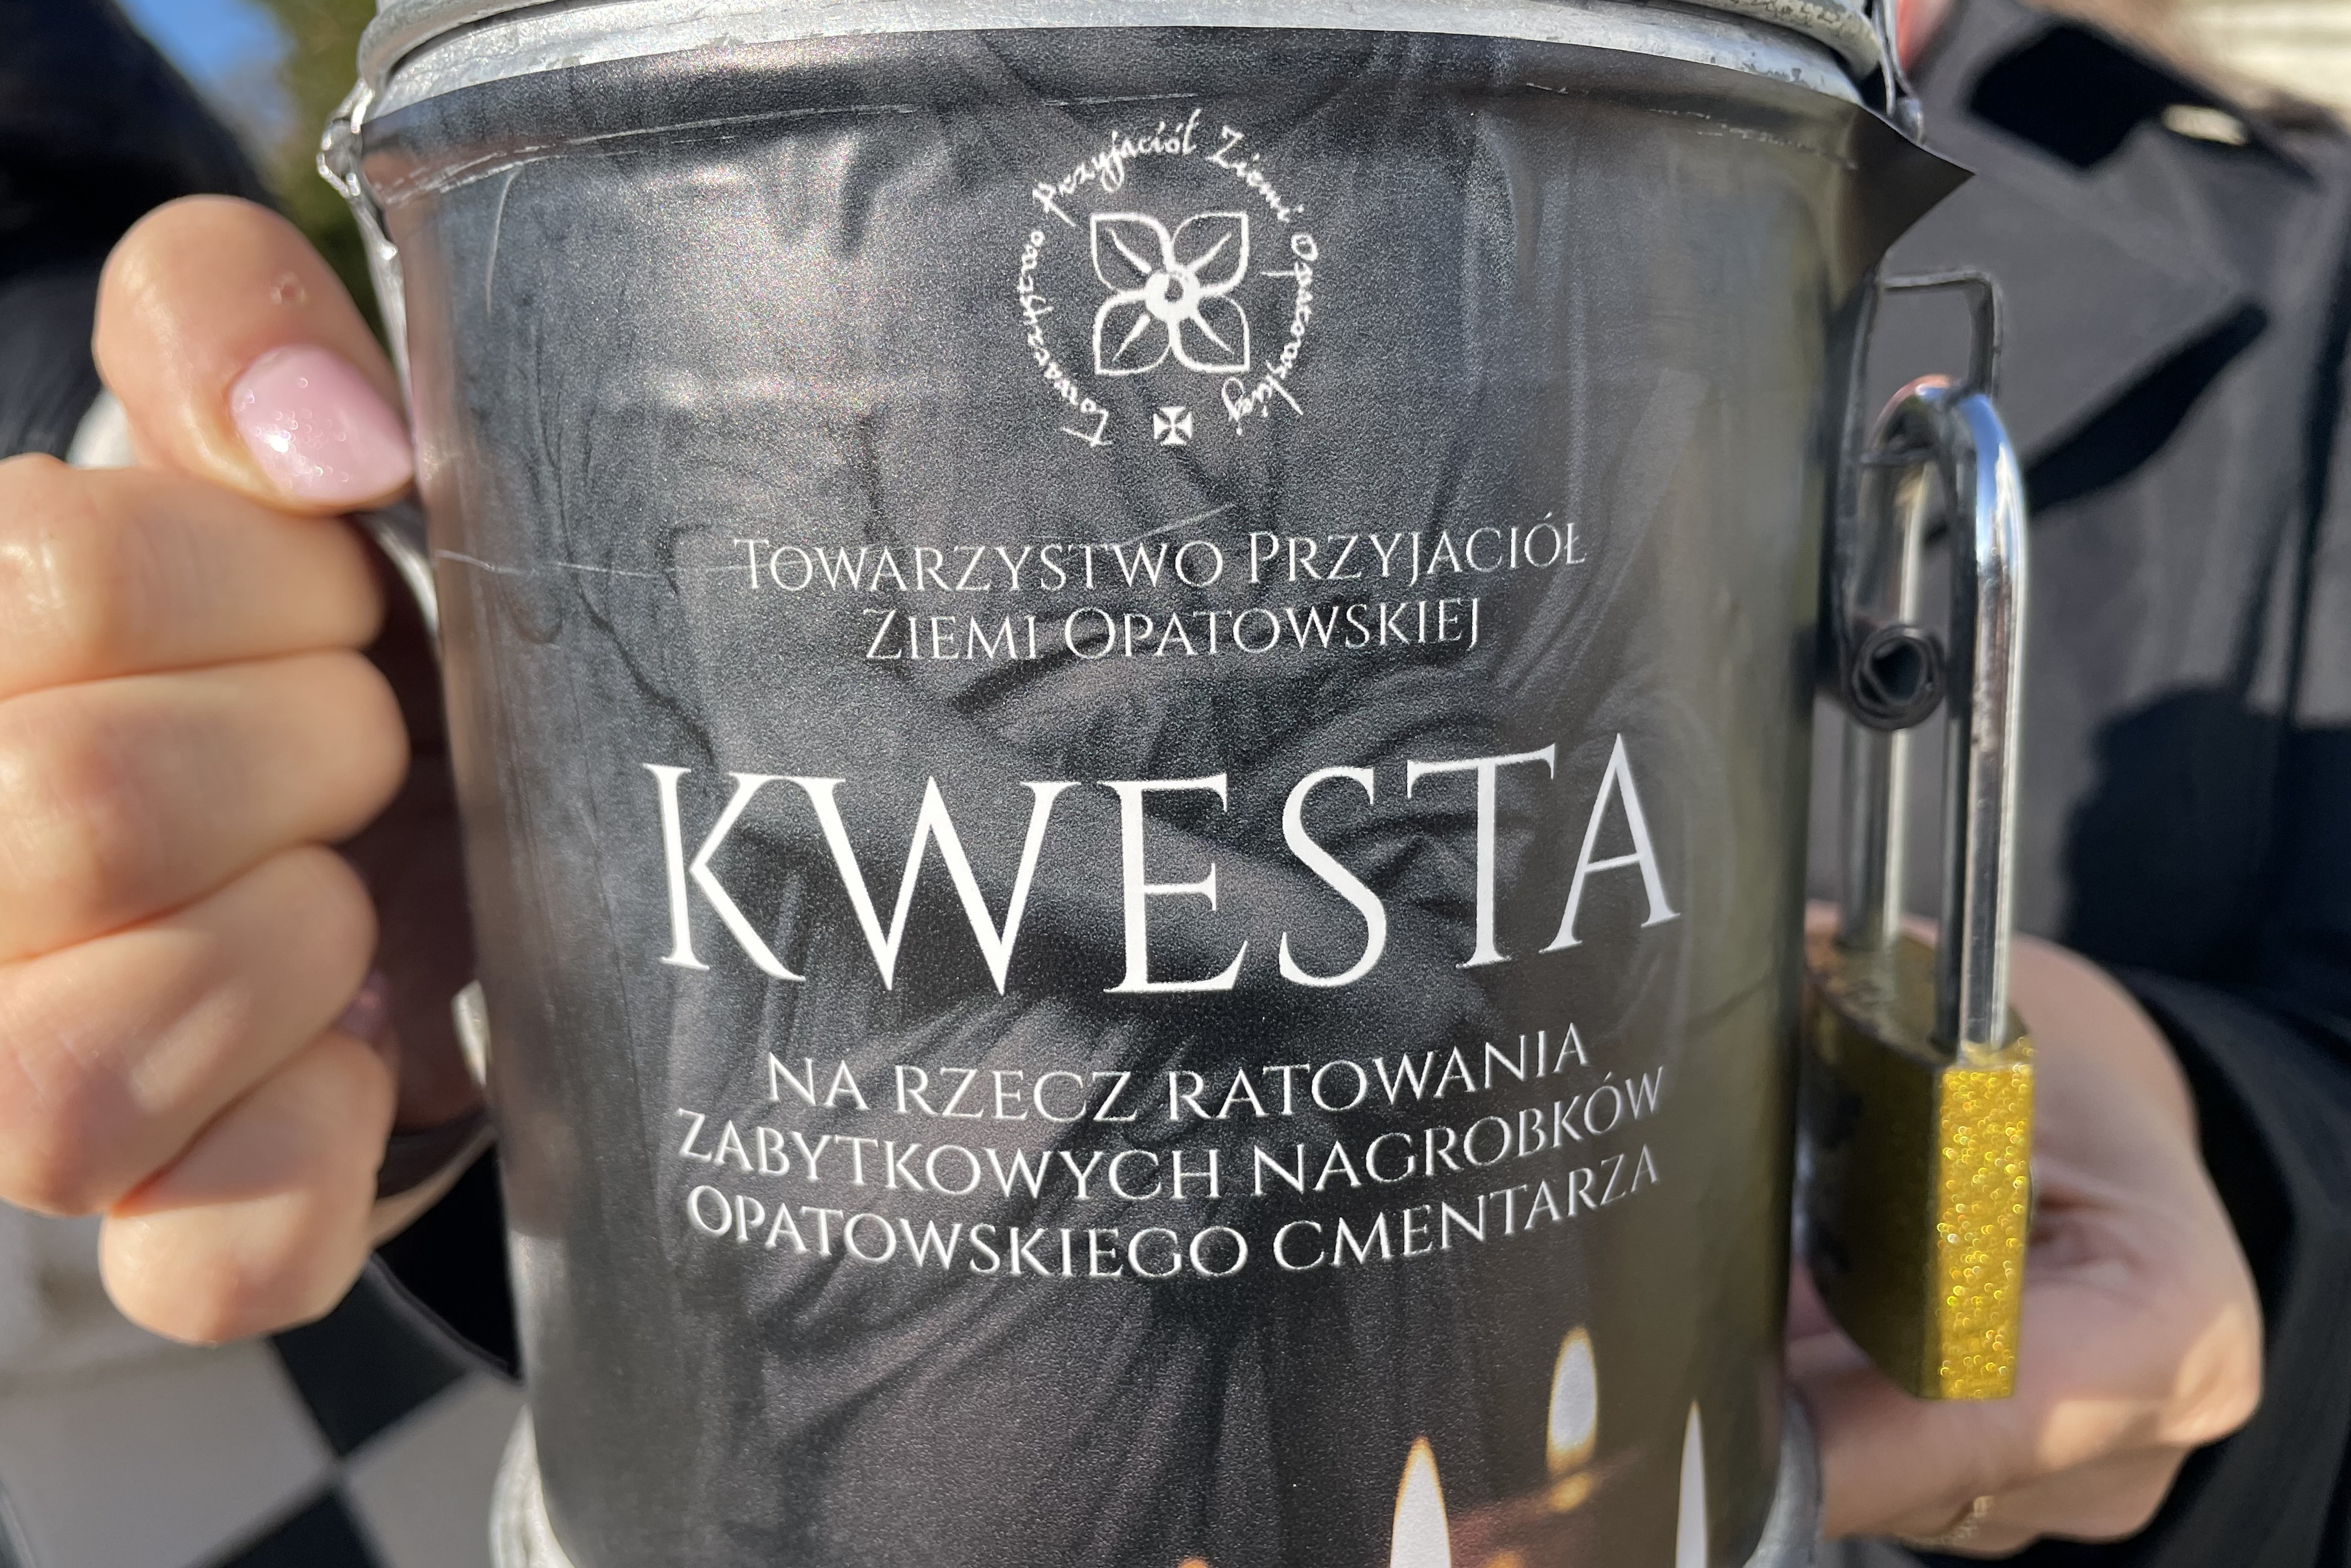 Towarzystwo Przyjaciół Ziemi Opatowskiej
Towarzystwo Przyjaciół
Ziemi Opatowskiej
KWESTA
NA RZECZ RATOWANIA
ZABYTKOWYCH NAGROBKÓW
OPATOWSKIEGO CMENTARZA